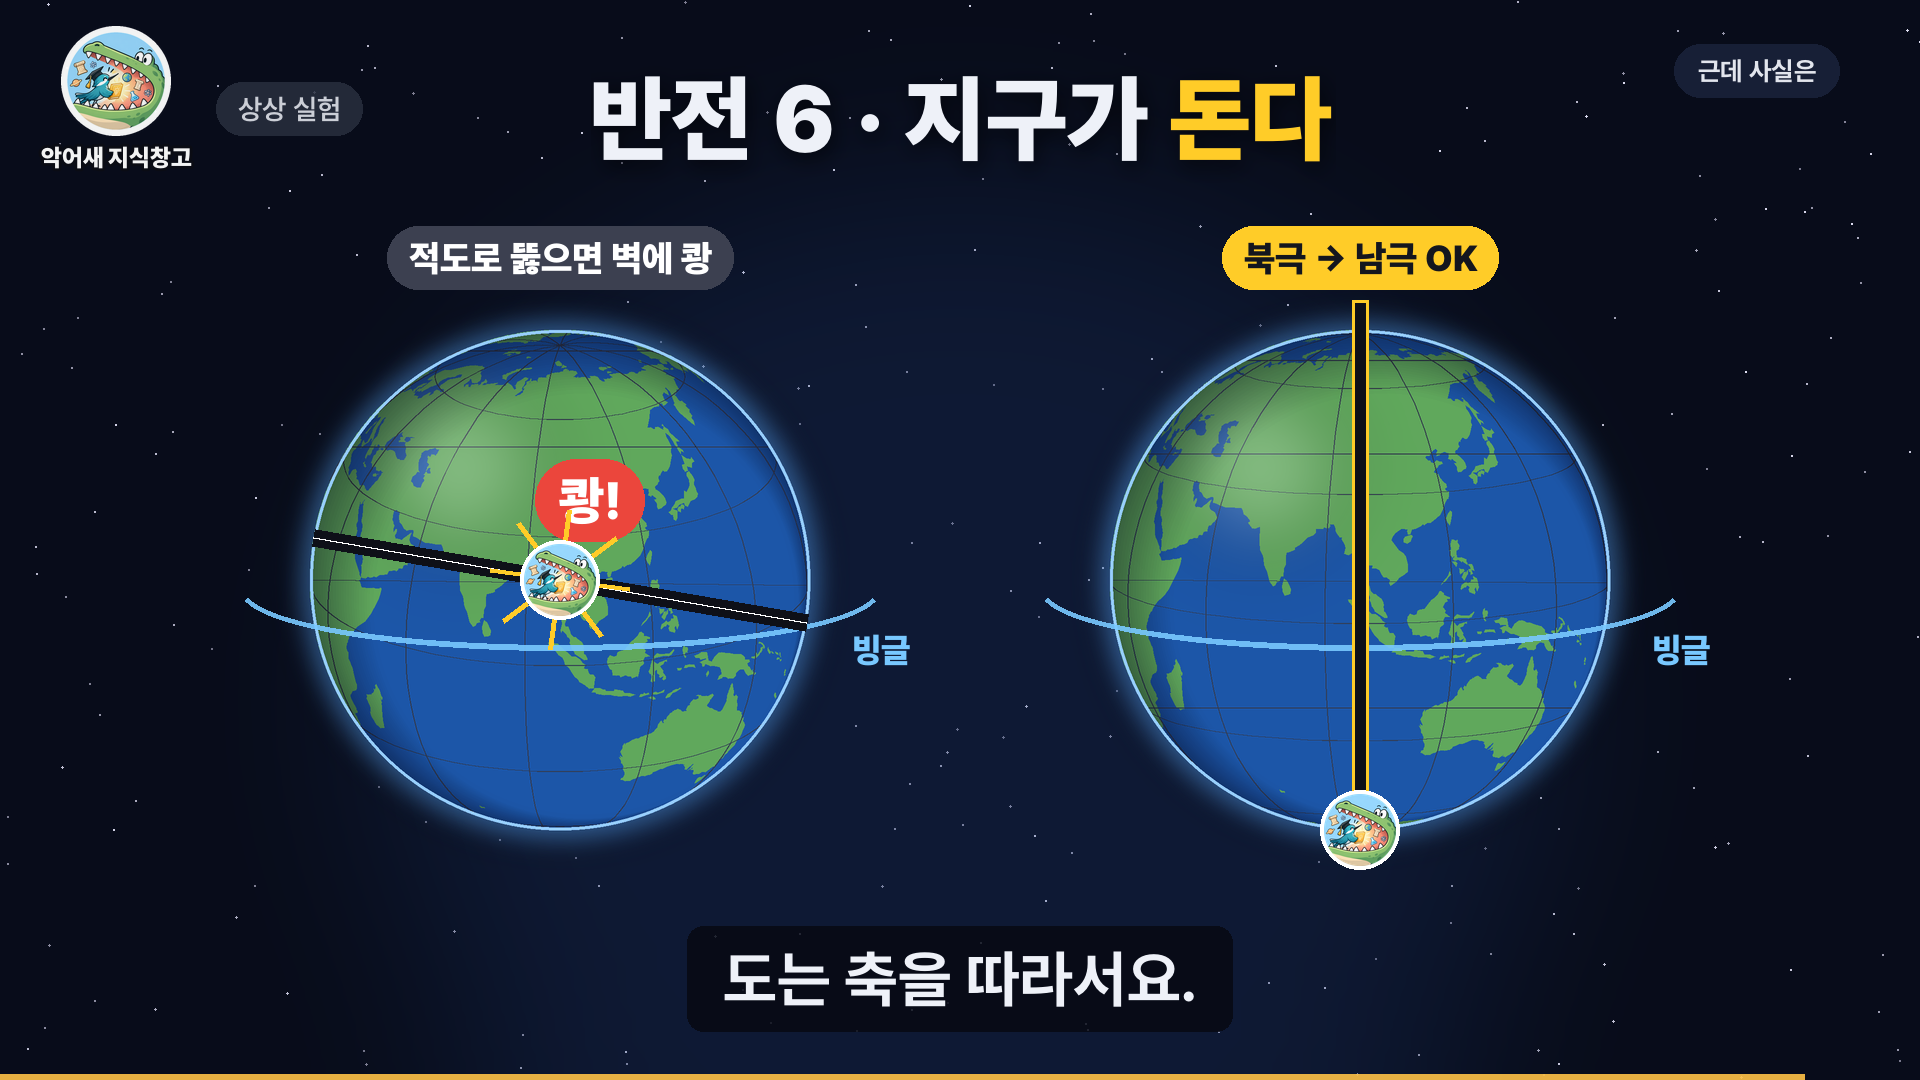 악어새 지식창고
상상 실험
반전 6 · 지구가 돈다
근데 사실은
적도로 뚫으면 벽에 쾅
북극 → 남극 OK
쾅!
빙글
빙글
도는 축을 따라서요.